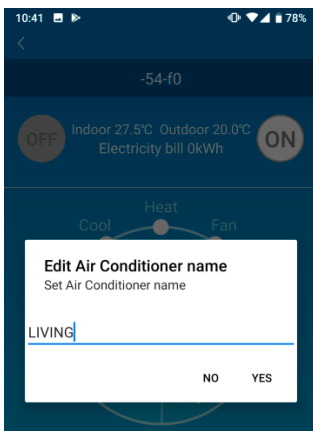 10:41 78%
-54-f0
OFF Indoor 27.5℃ Outdoor 20.0℃ ON
Electricity bill 0kWh
Heat
Cool Fan
Edit Air Conditioner name
Set Air Conditioner name
LIVING
NO YES